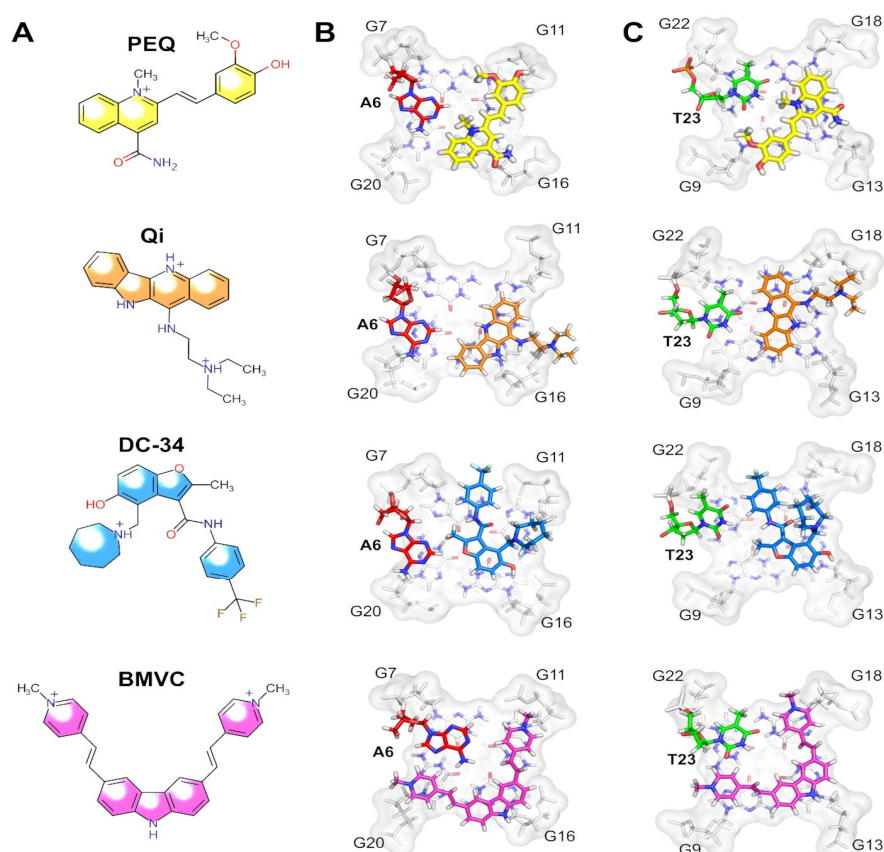 A
B
C
PEQ
H₃C
O
CH₃
N
+
OH
O
NH₂
G7
G11
A6
G20
G16
G22
G18
T23
G9
G13
Qi
H
N
+
N
H
HN
+
NH
CH₃
CH₃
G7
G11
A6
G20
G16
G22
G18
T23
G9
G13
DC-34
O
HO
CH₃
+
NH
O
NH
F
F
F
G7
G11
A6
G20
G16
G22
G18
T23
G9
G13
BMVC
H₃C
N
+
CH₃
N
+
N
H
G7
G11
A6
G20
G16
G22
G18
T23
G9
G13